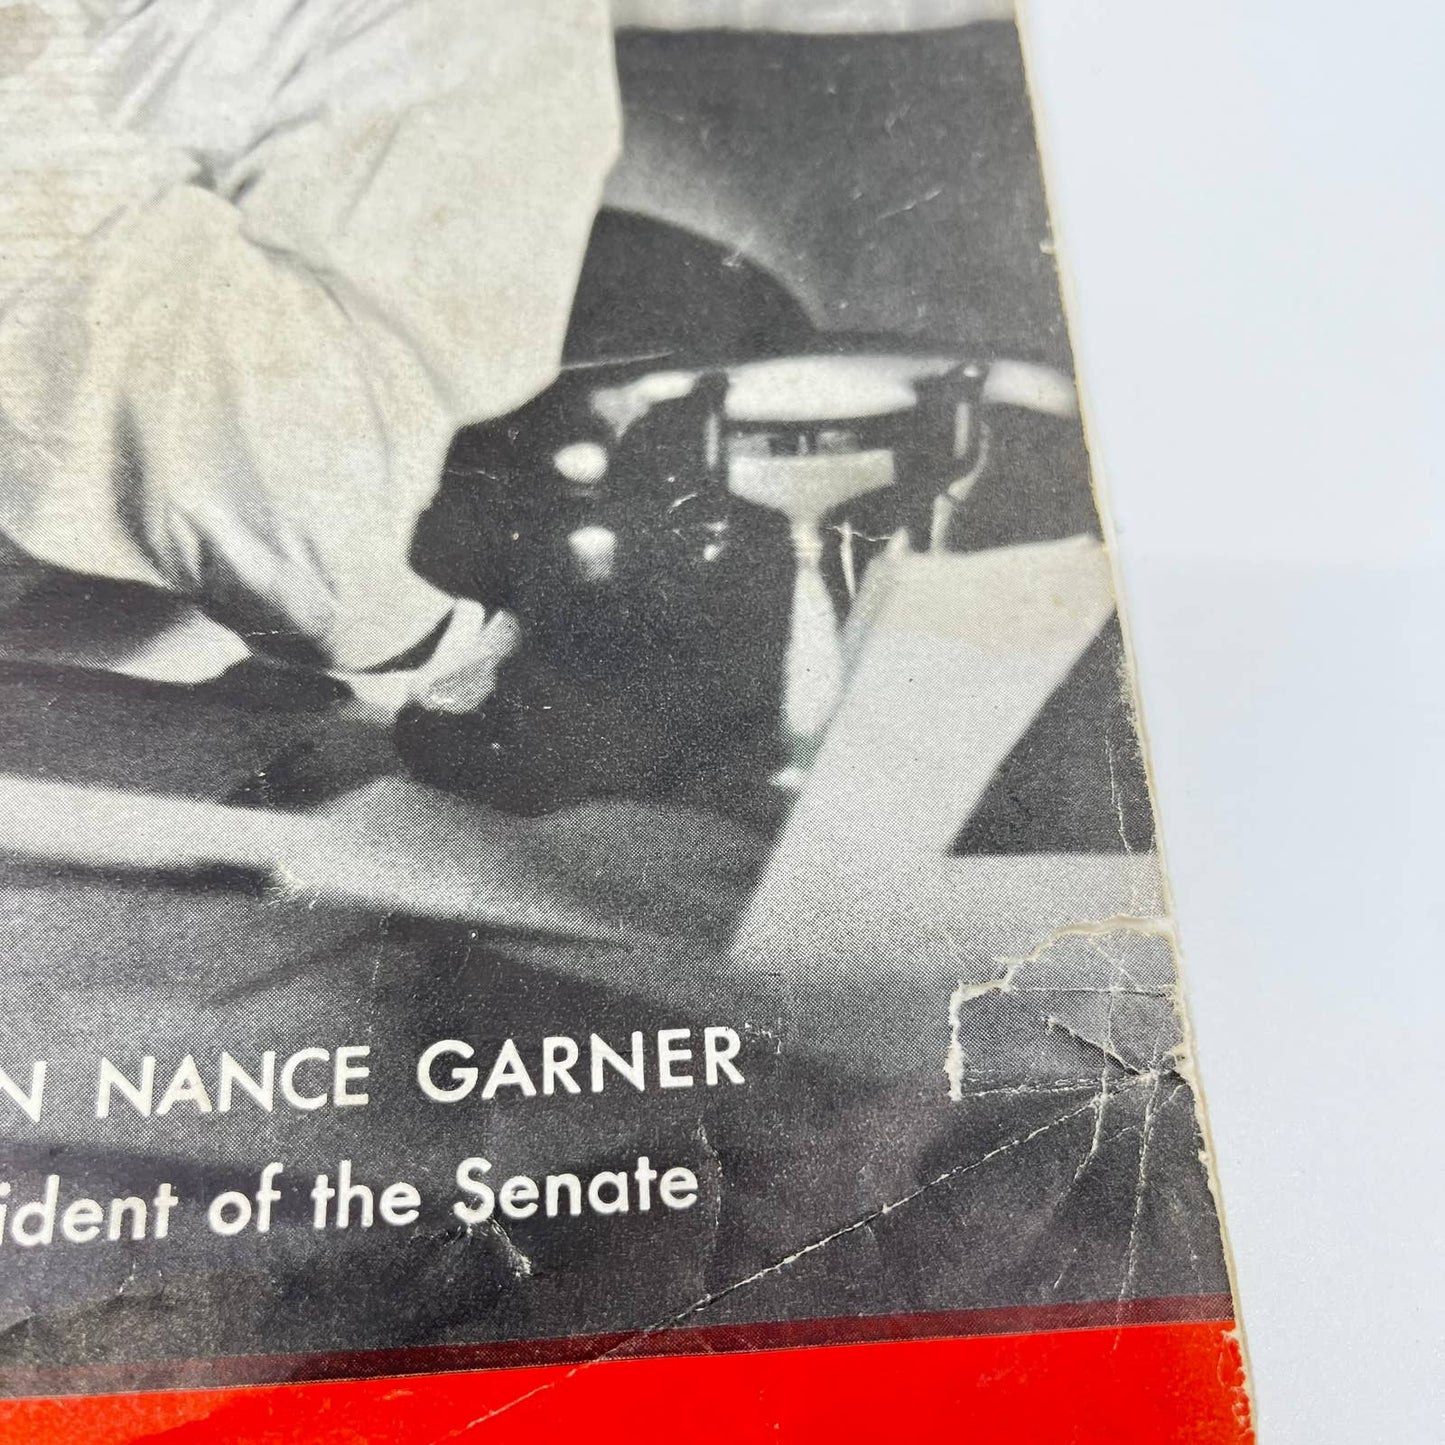 N NANCE GARNER
ident of the Senate